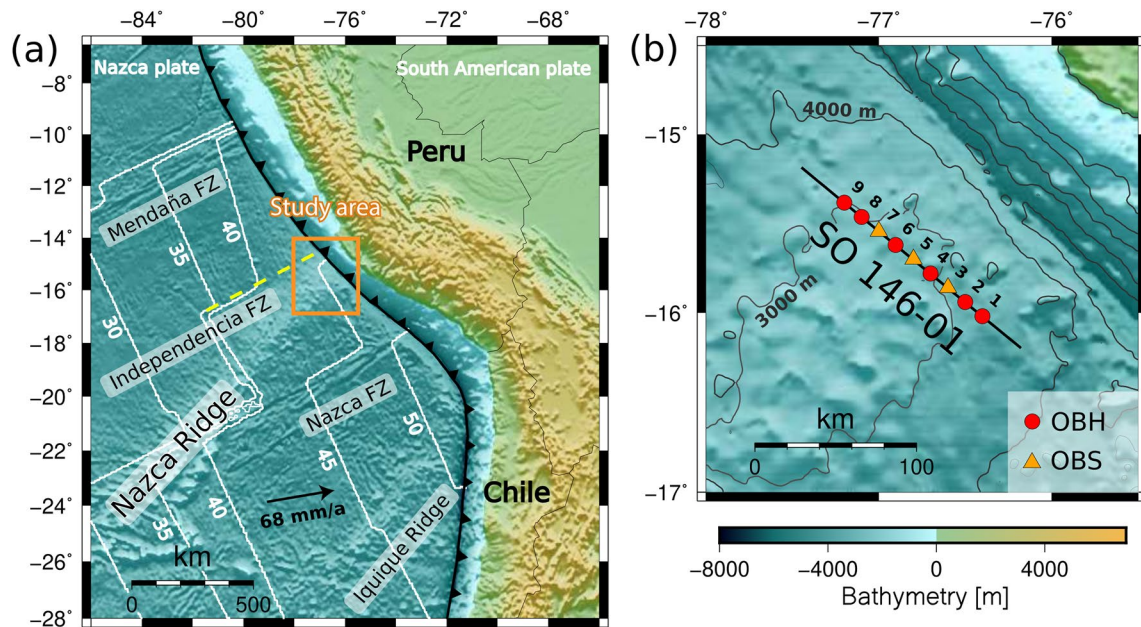 (a)
−84 −80 −76 −72 −68
Nazca plate
South American plate
−8
−10
−12
−14
−16
−18
−20
−22
−24
−26
−28
Peru
Mendaña FZ
40
35
Study area
30
Independencia FZ
Nazca FZ
50
Nazca Ridge
45
40
35
68 mm/a
Chile
Iquique Ridge
km
0 500
(b)
−78 −77 −76
−15
−16
−17
4000 m
3000 m
9 8 7 6 5 4 3 2 1
SO 146-01
km
0 100
OBH
OBS
−8000 −4000 0 4000
Bathymetry [m]